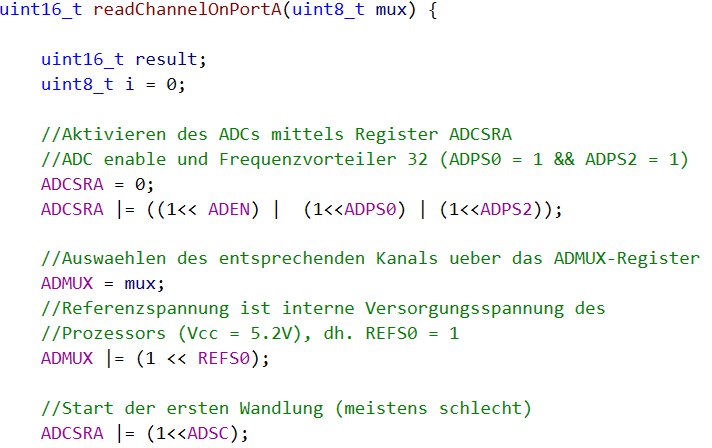 uint16_t readChannelOnPortA(uint8_t mux) {
uint16_t result;
uint8_t i = 0;
//Aktivieren des ADCs mittels Register ADCSRA
//ADC enable und Frequenzvorteiler 32 (ADPS0 = 1 && ADPS2 = 1)
ADCSRA = 0;
ADCSRA |= ((1<< ADEN) |  (1<<ADPS0) | (1<<ADPS2));
//Auswaehlen des entsprechenden Kanals ueber das ADMUX-Register
ADMUX = mux;
//Referenzspannung ist interne Versorgungsspannung des
//Prozessors (Vcc = 5.2V), dh. REFS0 = 1
ADMUX |= (1 << REFS0);
//Start der ersten Wandlung (meistens schlecht)
ADCSRA |= (1<<ADSC);